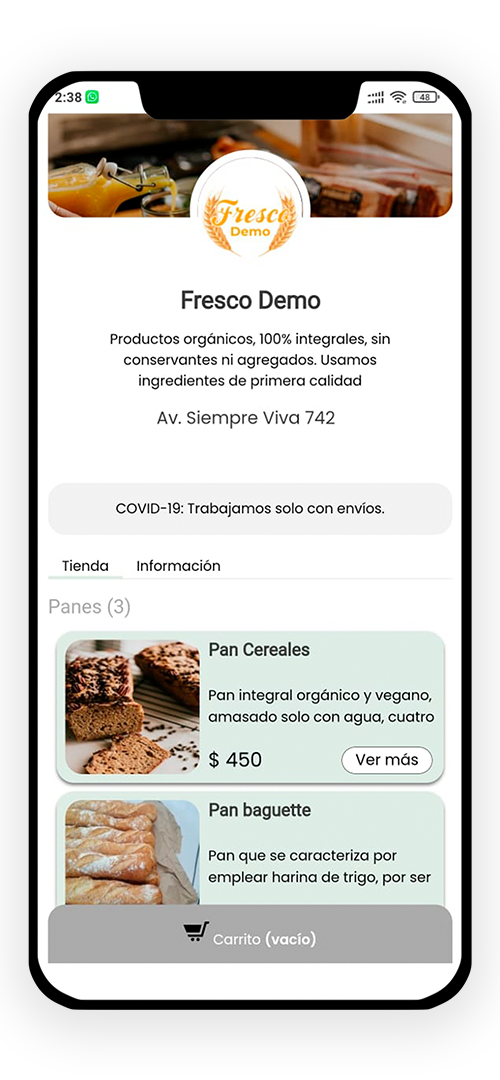 2:38
48
Fresco
Demo
Fresco Demo
Productos orgánicos, 100% integrales, sin
conservantes ni agregados. Usamos
ingredientes de primera calidad
Av. Siempre Viva 742
COVID-19: Trabajamos solo con envíos.
Tienda Información
Panes (3)
Pan Cereales
Pan integral orgánico y vegano,
amasado solo con agua, cuatro
$ 450 Ver más
Pan baguette
Pan que se caracteriza por
emplear harina de trigo, por ser
Carrito (vacío)